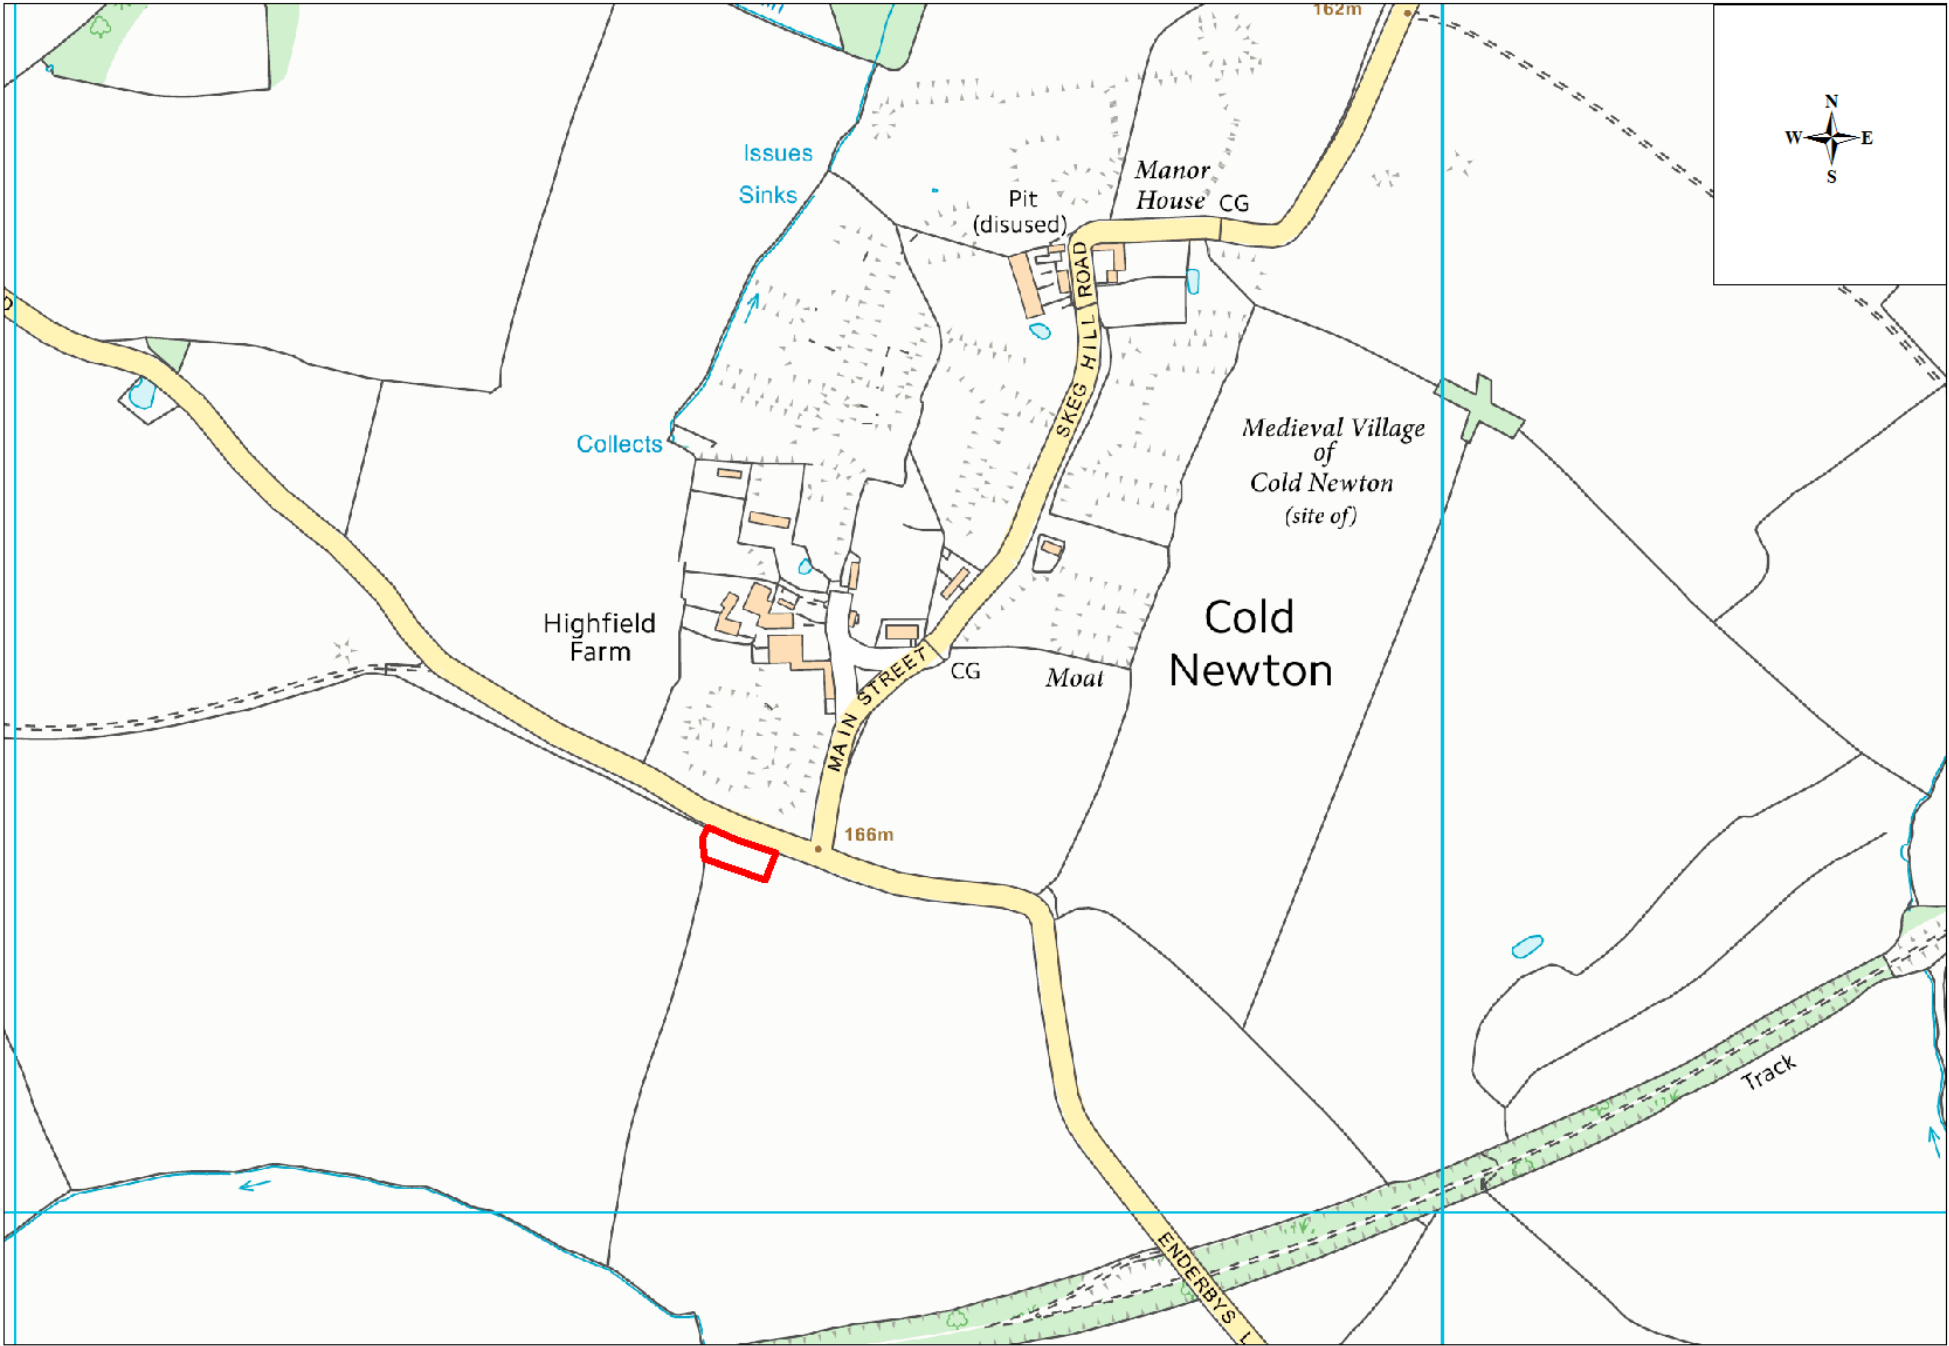 162m
N
W E
S
Issues
Sinks
Manor
House
CG
Pit
(disused)
SKEG HILL ROAD
Collects
Medieval Village
of
Cold Newton
(site of)
Highfield
Farm
Cold
Newton
CG
Moat
MAIN STREET
166m
Track
ENDERBYS L